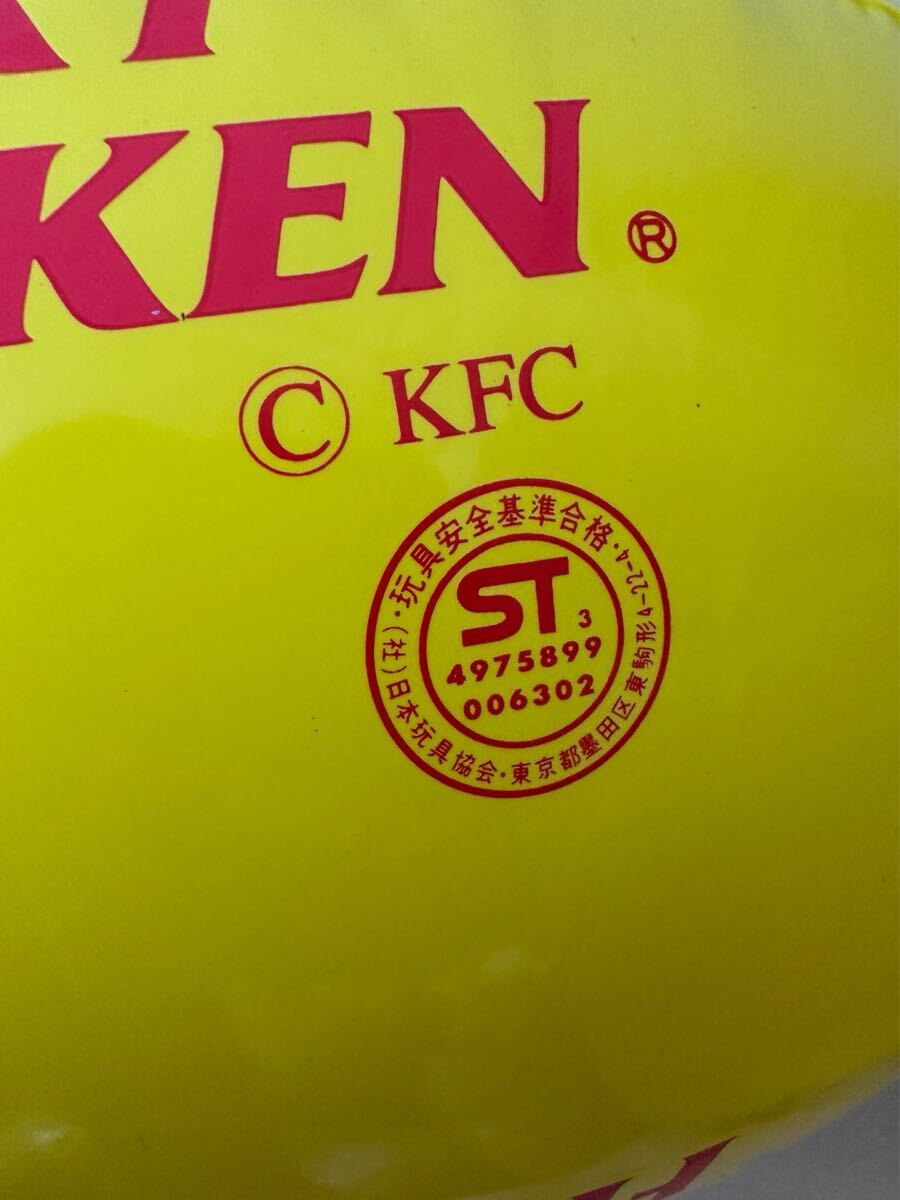 KEN ®
© KFC
・玩具安全基準合格・
ST 3
4975899
006302
(社)日本玩具協会・東京都墨田区東駒形4-22-4